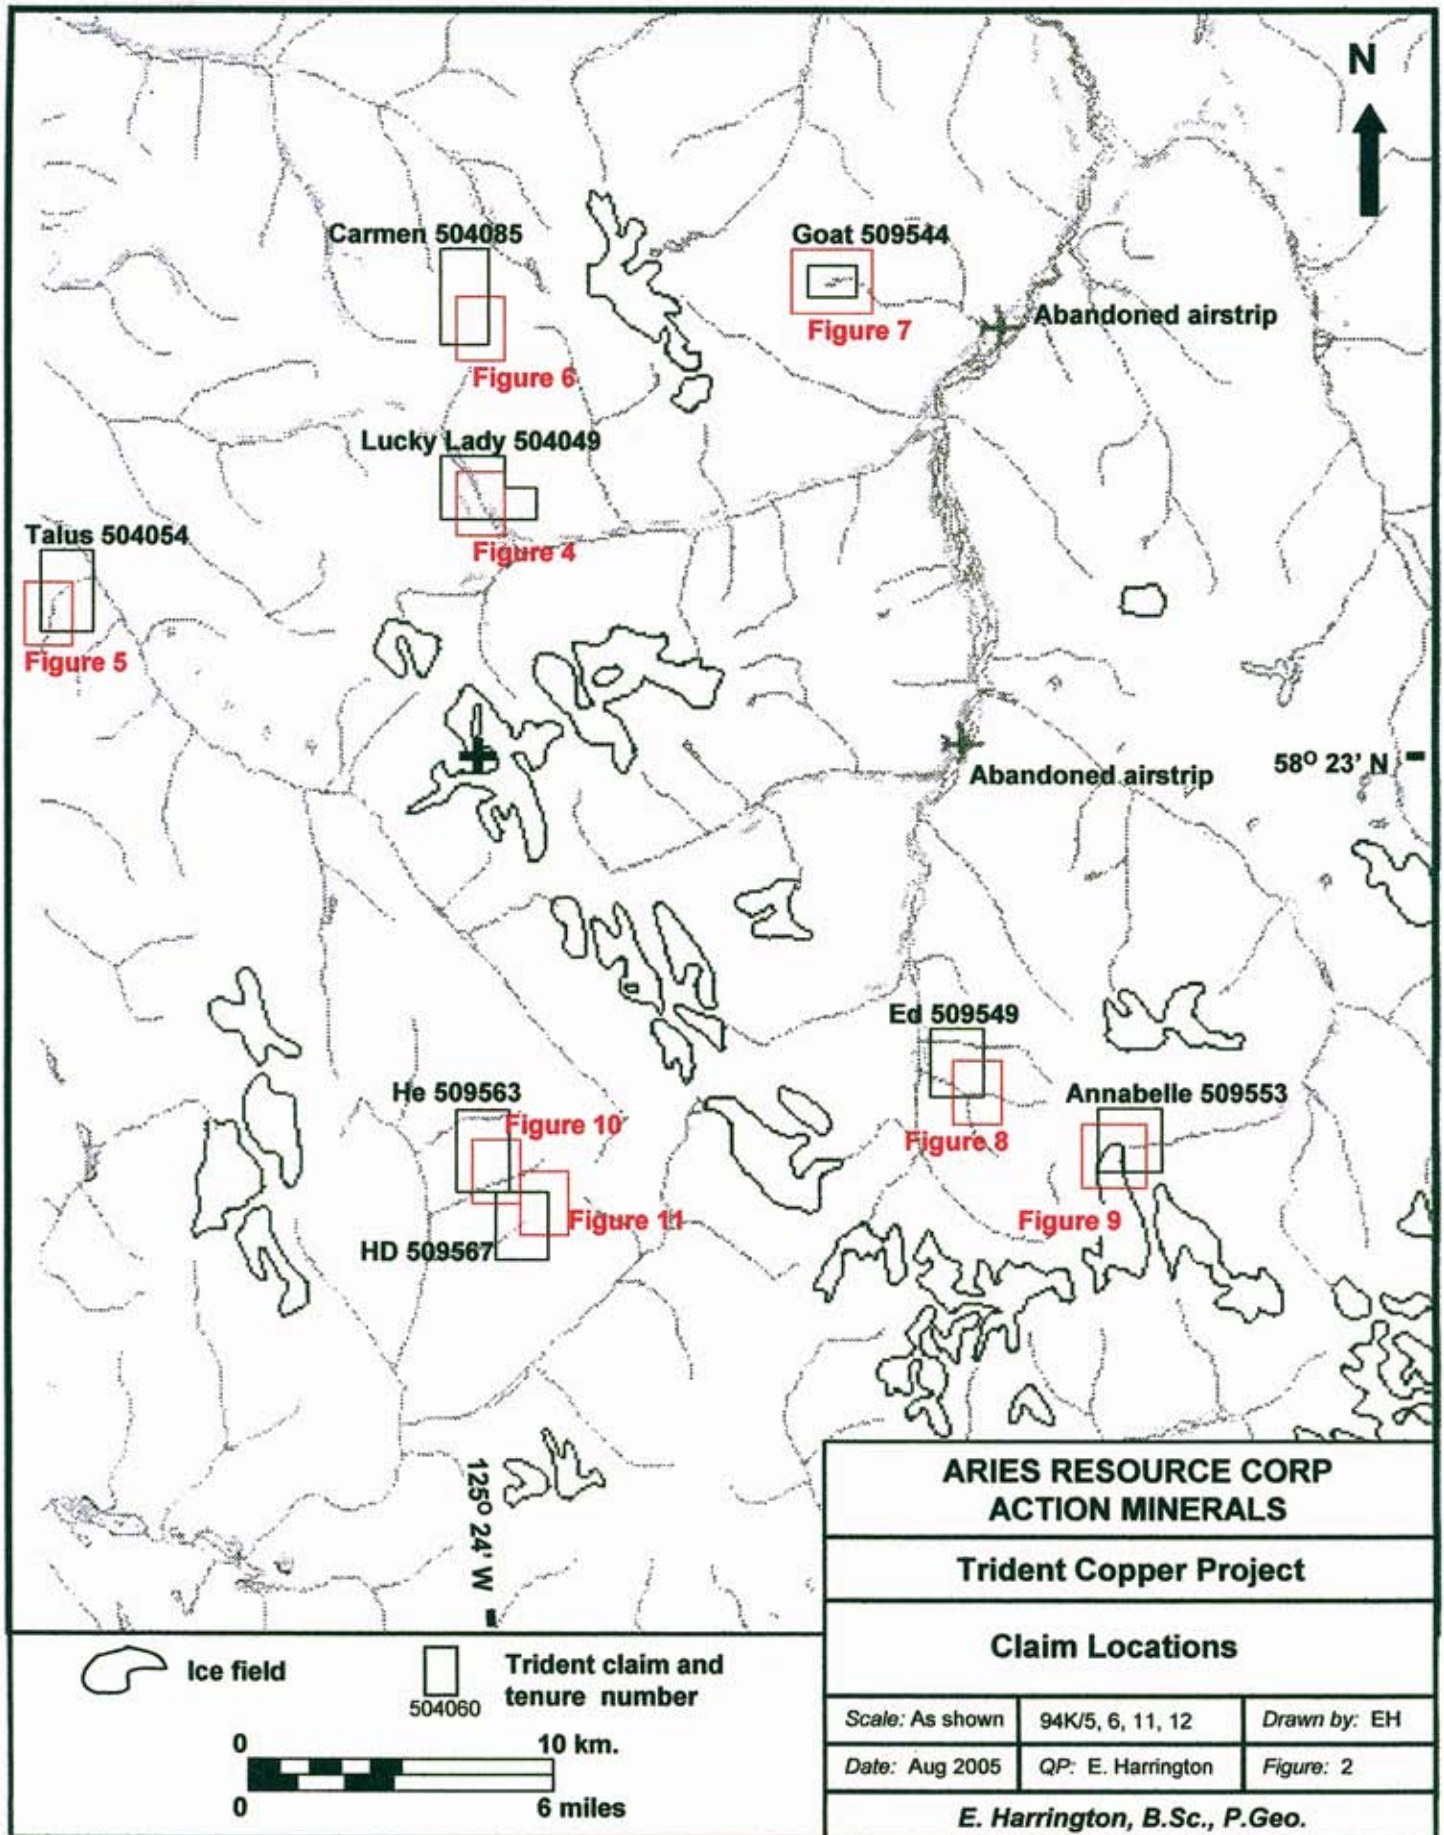 N
Carmen 504085
Goat 509544
Abandoned airstrip
Figure 7
Figure 6
Lucky Lady 504049
Figure 4
Talus 504054
Figure 5
58º 23' N
Abandoned airstrip
Ed 509549
He 509563
Figure 10
Annabelle 509553
Figure 8
Figure 11
Figure 9
HD 509567
125º 24' W
ARIES RESOURCE CORP
ACTION MINERALS
Trident Copper Project
Claim Locations
Scale: As shown
94K/5, 6, 11, 12
Drawn by: EH
Date: Aug 2005
QP: E. Harrington
Figure: 2
E. Harrington, B.Sc., P.Geo.
Ice field
504060
Trident claim and
tenure number
0 10 km.
0 6 miles